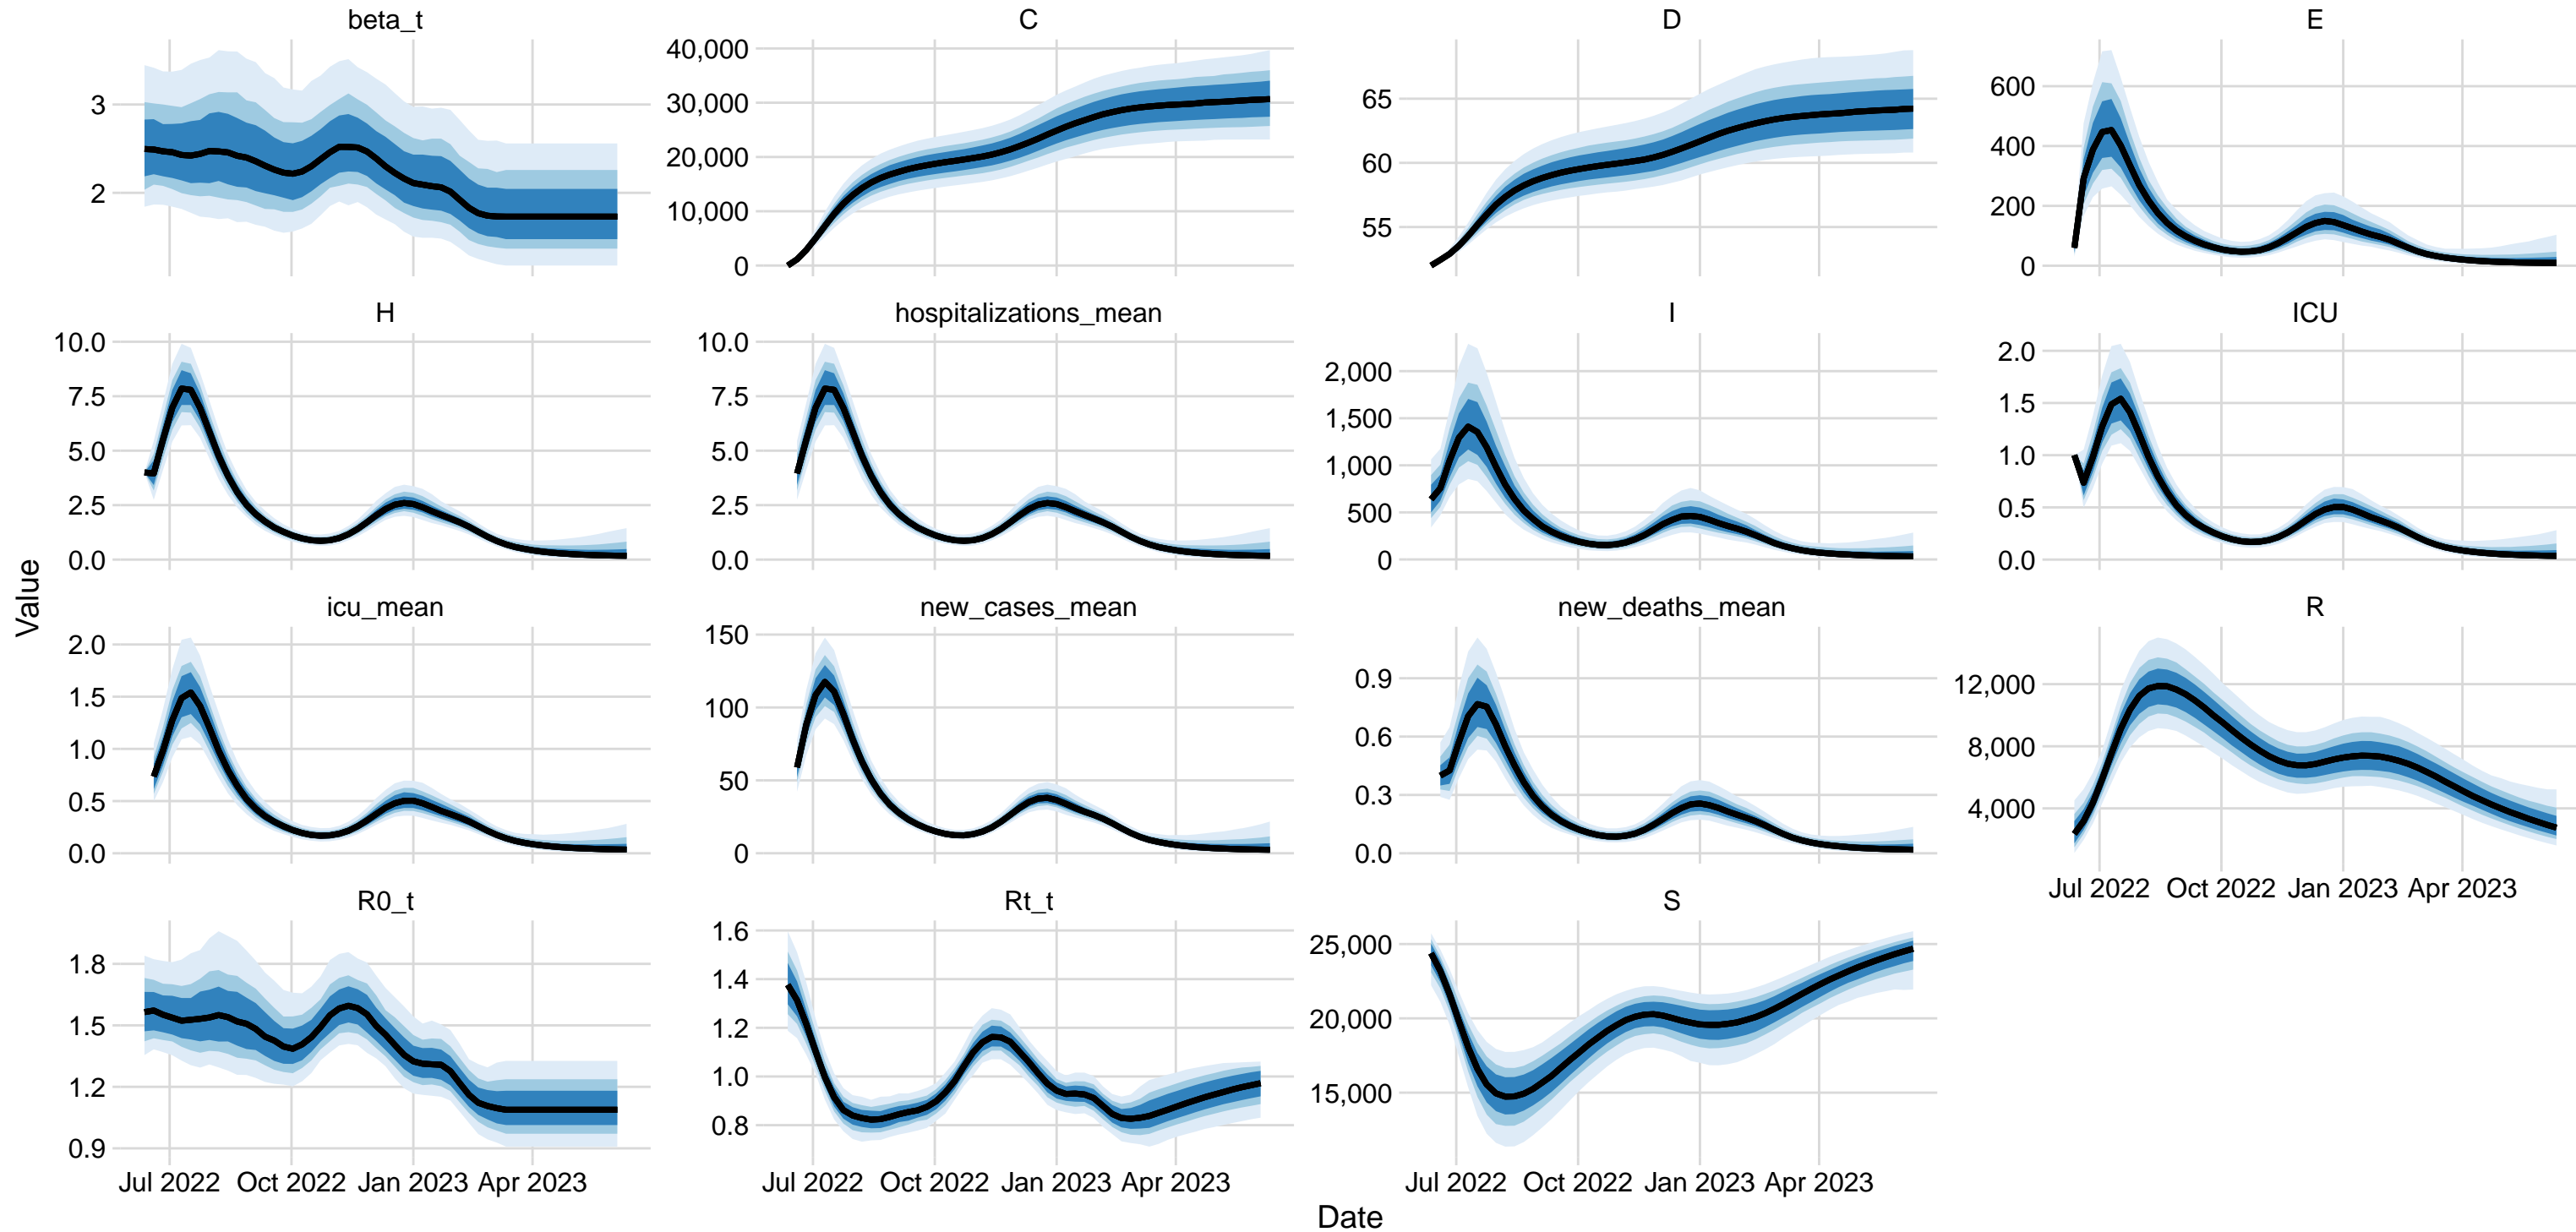 beta_t
3
2
C
40,000
30,000
20,000
10,000
0
D
65
60
55
E
600
400
200
0
H
10.0
7.5
5.0
2.5
0.0
hospitalizations_mean
10.0
7.5
5.0
2.5
0.0
I
2,000
1,500
1,000
500
0
ICU
2.0
1.5
1.0
0.5
0.0
Value
icu_mean
2.0
1.5
1.0
0.5
0.0
new_cases_mean
150
100
50
0
new_deaths_mean
0.9
0.6
0.3
0.0
R
12,000
8,000
4,000
Jul 2022 Oct 2022 Jan 2023 Apr 2023
R0_t
1.8
1.5
1.2
0.9
Jul 2022 Oct 2022 Jan 2023 Apr 2023
Rt_t
1.6
1.4
1.2
1.0
0.8
Jul 2022 Oct 2022 Jan 2023 Apr 2023
S
25,000
20,000
15,000
Jul 2022 Oct 2022 Jan 2023 Apr 2023
Date